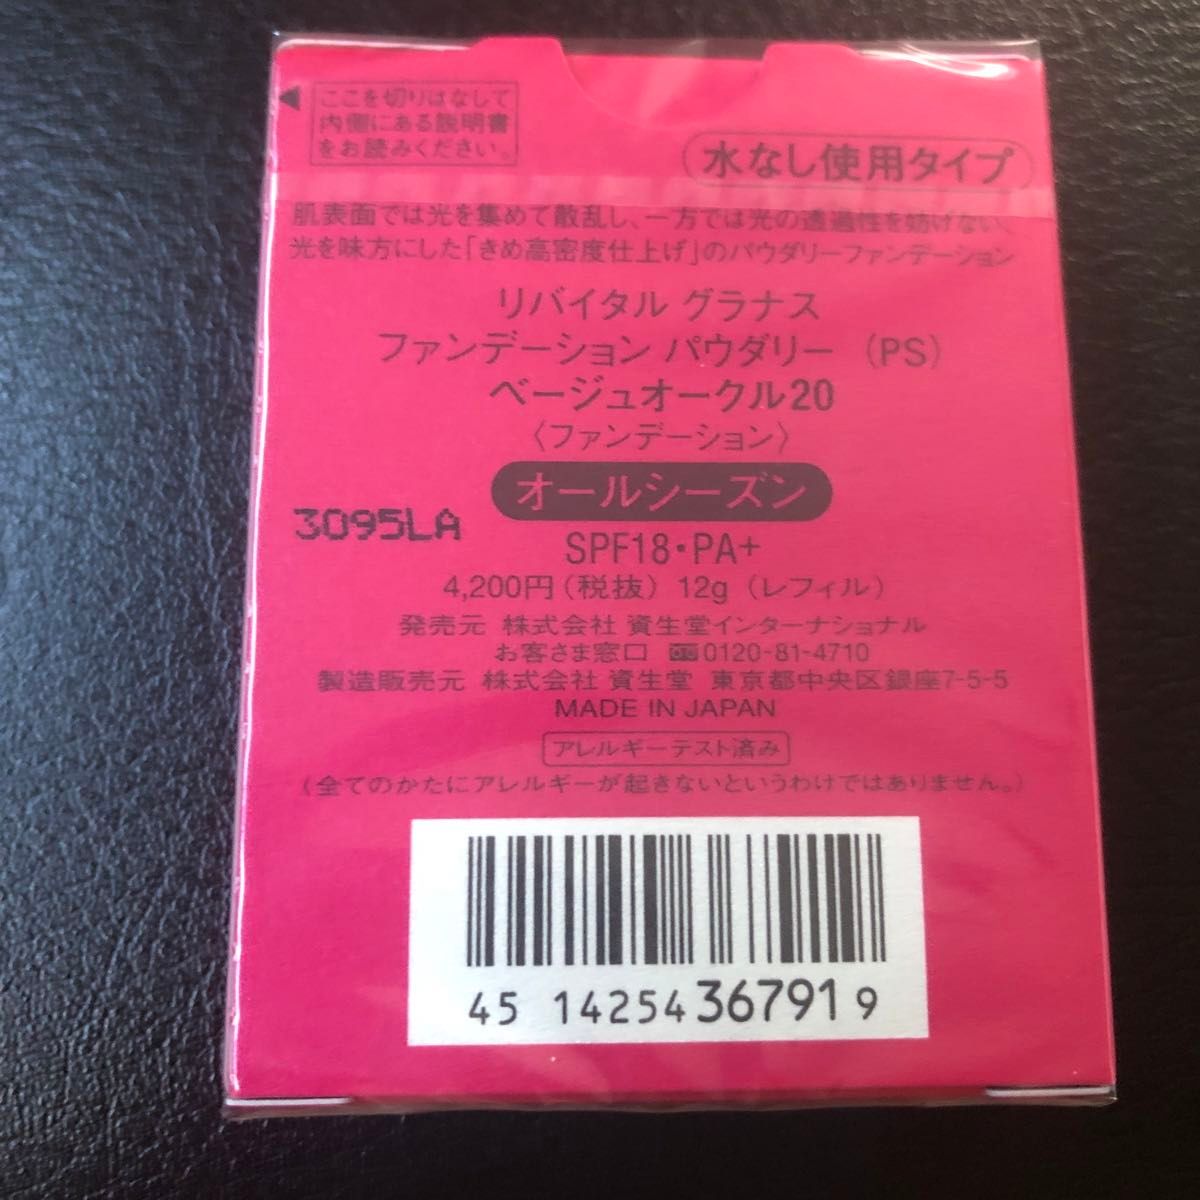 ここを切りはなして
内側にある説明書
をお読みください。
水なし使用タイプ
肌表面では光を集めて散乱し、一方では光の透過性を妨げない、
光を味方にした「きめ高密度仕上げ」のパウダリーファンデーション
リバイタル グラナス
ファンデーション パウダリー (PS)
ベージュオークル20
〈ファンデーション〉
オールシーズン
3095LA
SPF18・PA+
4,200円(税抜) 12g (レフィル)
発売元 株式会社 資生堂インターナショナル
お客さま窓口 0120-81-4710
製造販売元 株式会社 資生堂 東京都中央区銀座7-5-5
MADE IN JAPAN
アレルギーテスト済み
(全てのかたにアレルギーが起きないというわけではありません。)
45 14254 36791 9